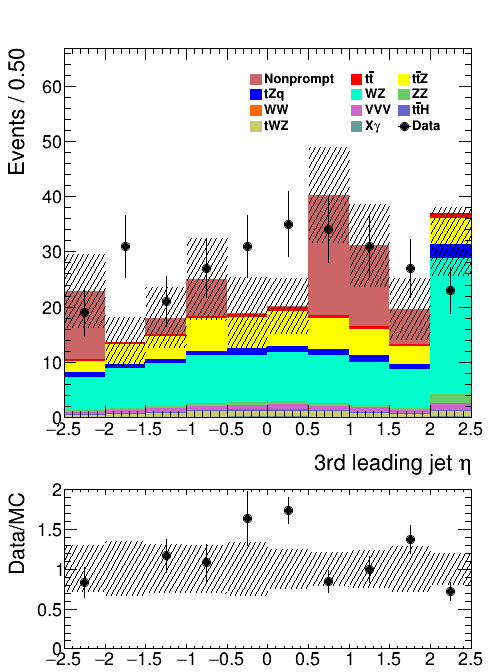 Events / 0.50
60
50
40
30
20
10
0
Nonprompt tt̄ tt̄Z
tZq WZ ZZ
WW VVV tt̄H
tWZ Xγ Data
−2.5 −2 −1.5 −1 −0.5 0 0.5 1 1.5 2 2.5
3rd leading jet η
Data/MC
2
1.5
1
0.5
0
−2.5 −2 −1.5 −1 −0.5 0 0.5 1 1.5 2 2.5